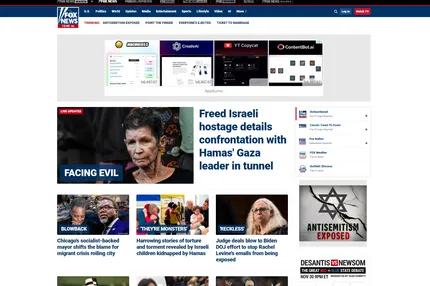 FOX
NEWS
U.S.
Politics
World
Opinion
Media
Entertainment
Sports
Lifestyle
Video
More
Log In
Watch TV
TRENDING
ANTISEMITISM EXPOSED
POINT THE FINGER
EVERYONE'S EJECTED
TICKET TO MARRIAGE
CreateAI
YT Copycat
ContentBot.ai
AppSumo
LIVE UPDATES
FACING EVIL
Freed Israeli
hostage details
confrontation with
Hamas' Gaza
leader in tunnel
BLOWBACK
Chicago's socialist-backed
mayor shifts the blame for
migrant crisis roiling city
'THEY'RE MONSTERS'
Harrowing stories of torture and
torment revealed by Israeli
children kidnapped by Hamas
'RECKLESS'
Judge deals blow to Biden
DOJ effort to stop Rachel
Levine's emails from
being exposed
ANTISEMITISM
EXPOSED
DESANTIS VS NEWSOM
THE GREAT RED VS BLUE STATE DEBATE
NOV 30 9PM ET